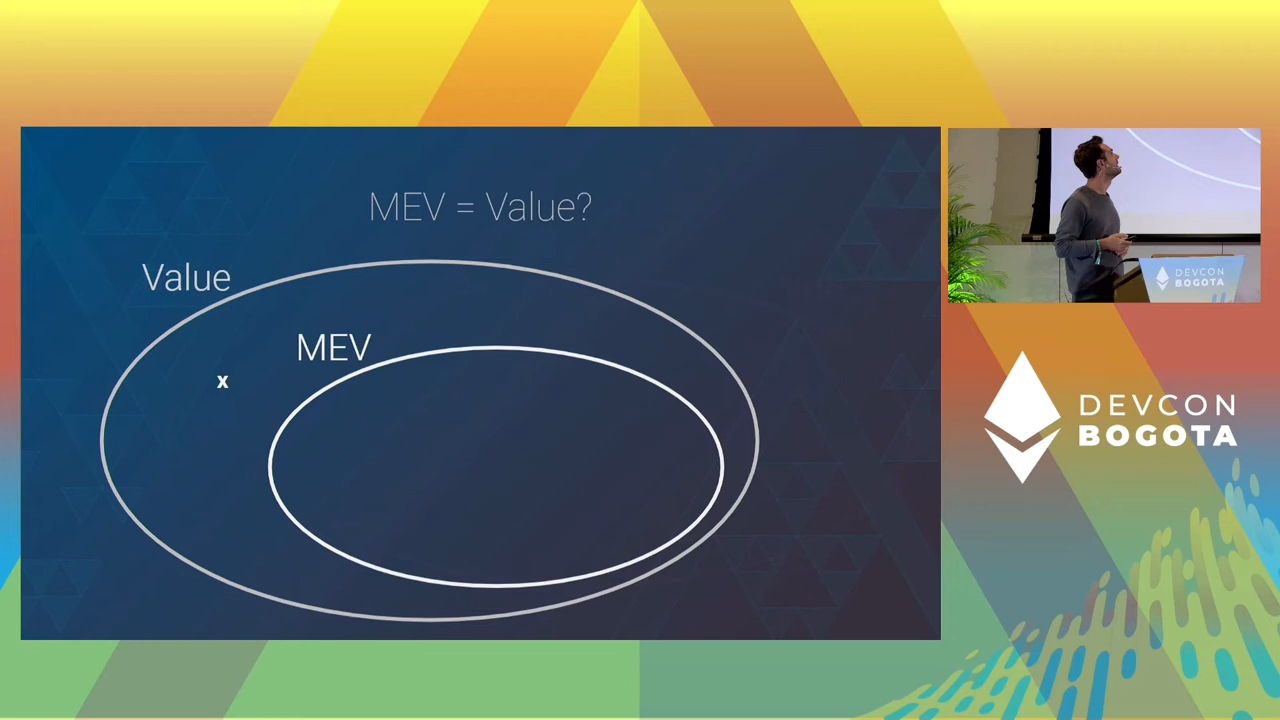 MEV = Value?
Value
MEV
x
DEVCON
BOGOTA
DEVCON
BOGOTA